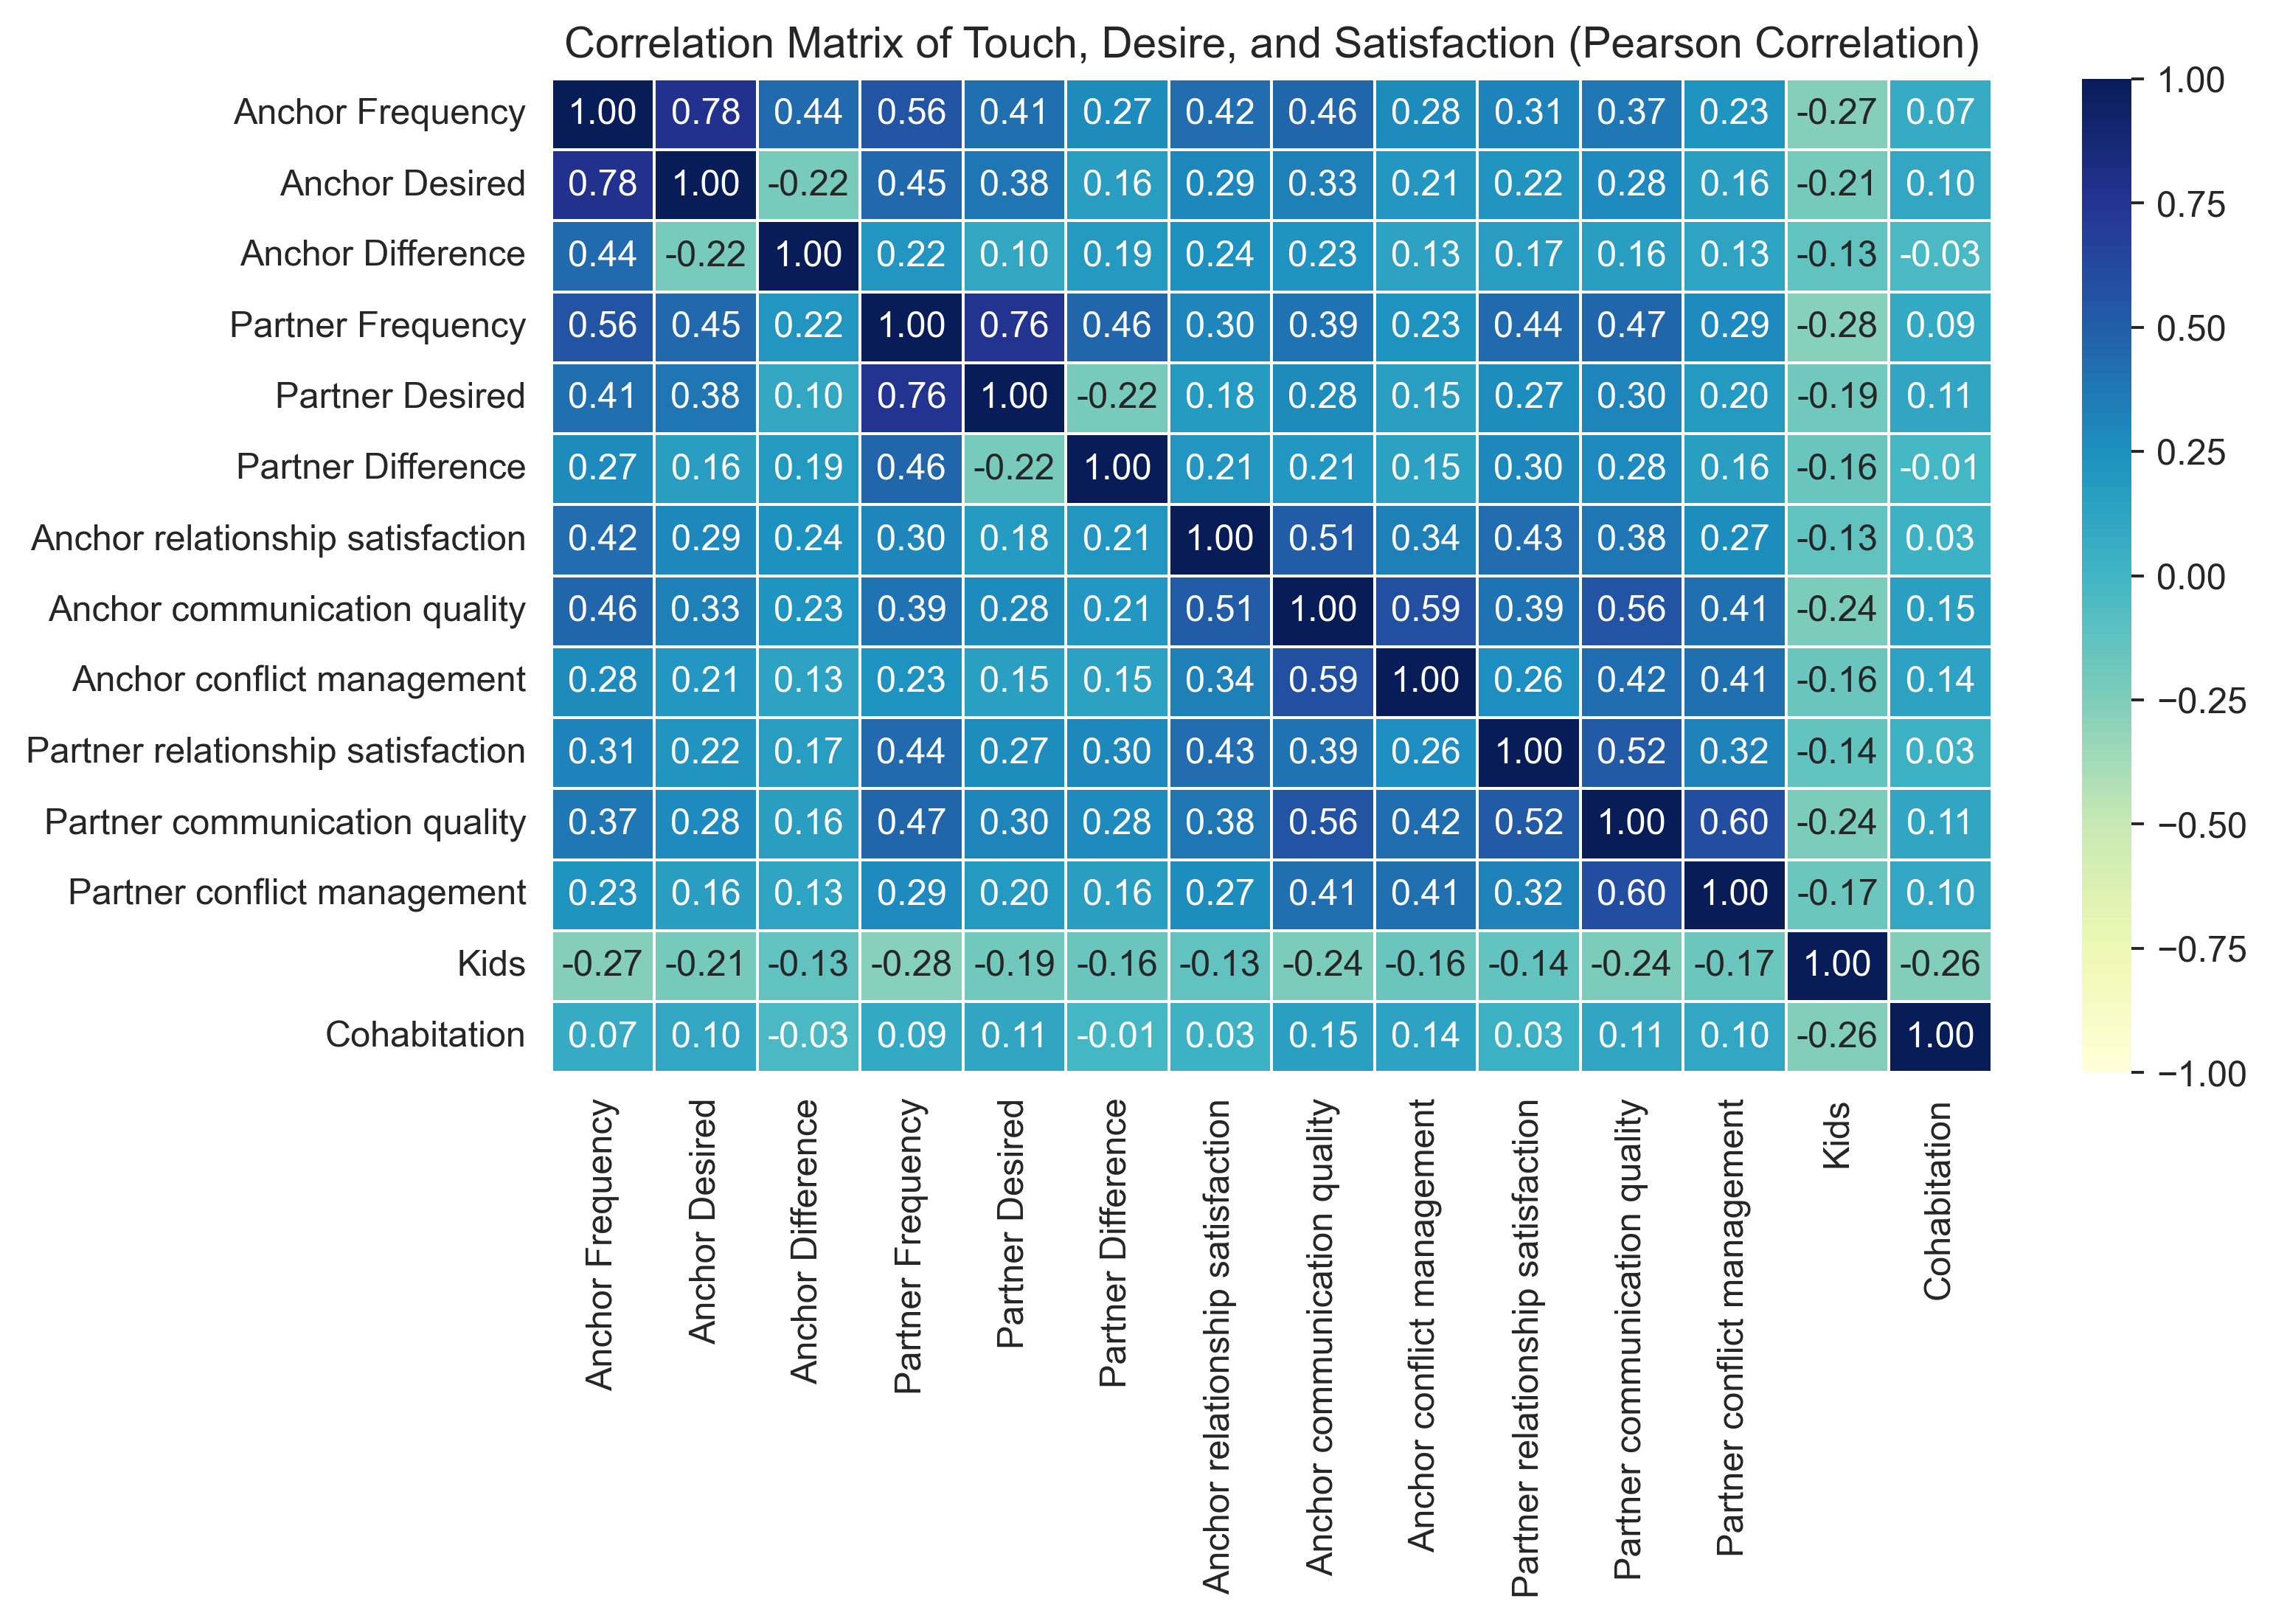 Correlation Matrix of Touch, Desire, and Satisfaction (Pearson Correlation)
Anchor Frequency 1.00 0.78 0.44 0.56 0.41 0.27 0.42 0.46 0.28 0.31 0.37 0.23 -0.27 0.07
Anchor Desired 0.78 1.00 -0.22 0.45 0.38 0.16 0.29 0.33 0.21 0.22 0.28 0.16 -0.21 0.10
Anchor Difference 0.44 -0.22 1.00 0.22 0.10 0.19 0.24 0.23 0.13 0.17 0.16 0.13 -0.13 -0.03
Partner Frequency 0.56 0.45 0.22 1.00 0.76 0.46 0.30 0.39 0.23 0.44 0.47 0.29 -0.28 0.09
Partner Desired 0.41 0.38 0.10 0.76 1.00 -0.22 0.18 0.28 0.15 0.27 0.30 0.20 -0.19 0.11
Partner Difference 0.27 0.16 0.19 0.46 -0.22 1.00 0.21 0.21 0.15 0.30 0.28 0.16 -0.16 -0.01
Anchor relationship satisfaction 0.42 0.29 0.24 0.30 0.18 0.21 1.00 0.51 0.34 0.43 0.38 0.27 -0.13 0.03
Anchor communication quality 0.46 0.33 0.23 0.39 0.28 0.21 0.51 1.00 0.59 0.39 0.56 0.41 -0.24 0.15
Anchor conflict management 0.28 0.21 0.13 0.23 0.15 0.15 0.34 0.59 1.00 0.26 0.42 0.41 -0.16 0.14
Partner relationship satisfaction 0.31 0.22 0.17 0.44 0.27 0.30 0.43 0.39 0.26 1.00 0.52 0.32 -0.14 0.03
Partner communication quality 0.37 0.28 0.16 0.47 0.30 0.28 0.38 0.56 0.42 0.52 1.00 0.60 -0.24 0.11
Partner conflict management 0.23 0.16 0.13 0.29 0.20 0.16 0.27 0.41 0.41 0.32 0.60 1.00 -0.17 0.10
Kids -0.27 -0.21 -0.13 -0.28 -0.19 -0.16 -0.13 -0.24 -0.16 -0.14 -0.24 -0.17 1.00 -0.26
Cohabitation 0.07 0.10 -0.03 0.09 0.11 -0.01 0.03 0.15 0.14 0.03 0.11 0.10 -0.26 1.00
Anchor Frequency
Anchor Desired
Anchor Difference
Partner Frequency
Partner Desired
Partner Difference
Anchor relationship satisfaction
Anchor communication quality
Anchor conflict management
Partner relationship satisfaction
Partner communication quality
Partner conflict management
Kids
Cohabitation
1.00
0.75
0.50
0.25
0.00
−0.25
−0.50
−0.75
−1.00